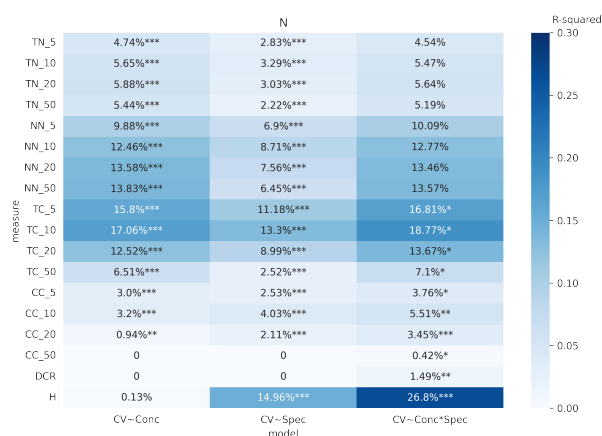 N
R-squared
TN_5 4.74%*** 2.83%*** 4.54%
TN_10 5.65%*** 3.29%*** 5.47%
TN_20 5.88%*** 3.03%*** 5.64%
TN_50 5.44%*** 2.22%*** 5.19%
NN_5 9.88%*** 6.9%*** 10.09%
NN_10 12.46%*** 8.71%*** 12.77%
NN_20 13.58%*** 7.56%*** 13.46%
NN_50 13.83%*** 6.45%*** 13.57%
TC_5 15.8%*** 11.18%*** 16.81%*
TC_10 17.06%*** 13.3%*** 18.77%*
TC_20 12.52%*** 8.99%*** 13.67%*
TC_50 6.51%*** 2.52%*** 7.1%*
CC_5 3.0%*** 2.53%*** 3.76%*
CC_10 3.2%*** 4.03%*** 5.51%**
CC_20 0.94%** 2.11%*** 3.45%***
CC_50 0 0 0.42%*
DCR 0 0 1.49%**
H 0.13% 14.96%*** 26.8%***
measure
CV~Conc CV~Spec CV~Conc*Spec
model
0.30
0.25
0.20
0.15
0.10
0.05
0.00